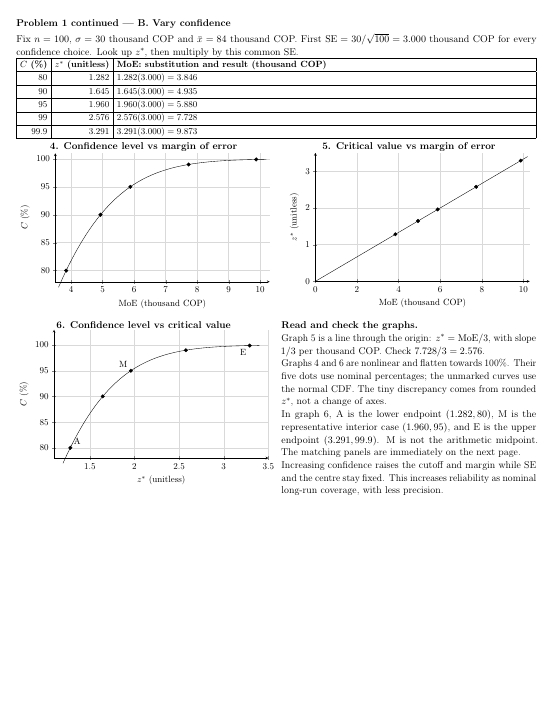 Problem 1 continued — B. Vary confidence
Fix n = 100, σ = 30 thousand COP and x̄ = 84 thousand COP. First SE = 30/√100 = 3.000 thousand COP for every
confidence choice. Look up z*, then multiply by this common SE.
C (%) z* (unitless) MoE: substitution and result (thousand COP)
80 1.282 1.282(3.000) = 3.846
90 1.645 1.645(3.000) = 4.935
95 1.960 1.960(3.000) = 5.880
99 2.576 2.576(3.000) = 7.728
99.9 3.291 3.291(3.000) = 9.873
4. Confidence level vs margin of error
100
95
90
85
80
C (%)
4 5 6 7 8 9 10
MoE (thousand COP)
5. Critical value vs margin of error
3
2
1
0
z* (unitless)
0 2 4 6 8 10
MoE (thousand COP)
6. Confidence level vs critical value
100
95
90
85
80
C (%)
A
M
E
1.5 2 2.5 3 3.5
z* (unitless)
Read and check the graphs.
Graph 5 is a line through the origin: z* = MoE/3, with slope
1/3 per thousand COP. Check 7.728/3 = 2.576.
Graphs 4 and 6 are nonlinear and flatten towards 100%. Their
five dots use nominal percentages; the unmarked curves use
the normal CDF. The tiny discrepancy comes from rounded
z*, not a change of axes.
In graph 6, A is the lower endpoint (1.282, 80), M is the
representative interior case (1.960, 95), and E is the upper
endpoint (3.291, 99.9). M is not the arithmetic midpoint.
The matching panels are immediately on the next page.
Increasing confidence raises the cutoff and margin while SE
and the centre stay fixed. This increases reliability as nominal
long-run coverage, with less precision.